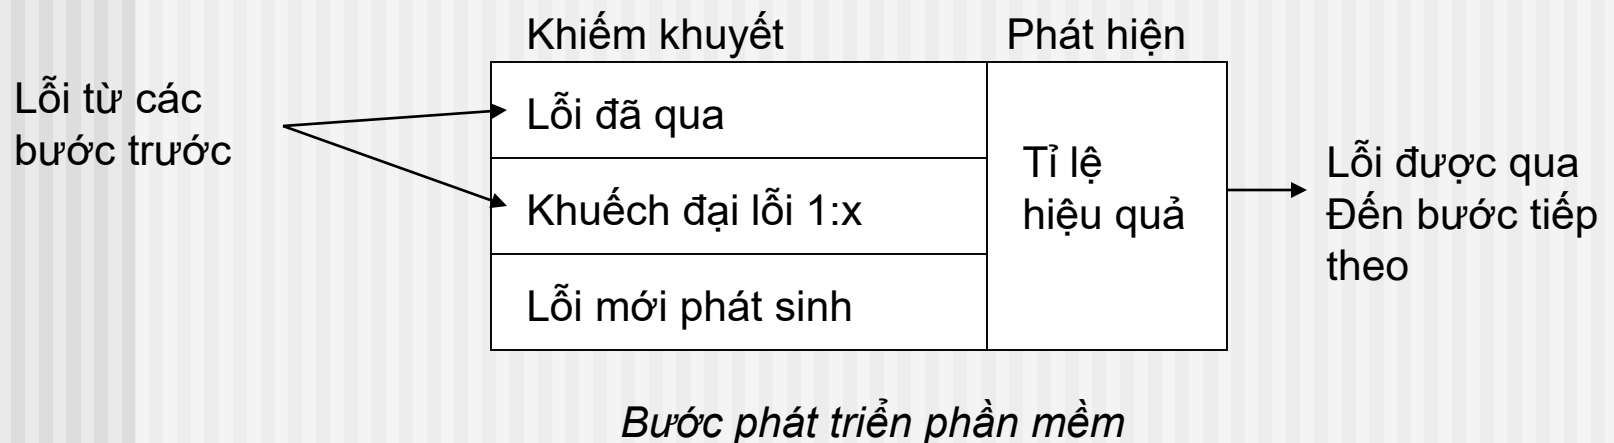 Khiếm khuyết
Phát hiện
Lỗi từ các
bước trước
Lỗi đã qua
Khuếch đại lỗi 1:x
Lỗi mới phát sinh
Tỉ lệ
hiệu quả
Lỗi được qua
Đến bước tiếp
theo
Bước phát triển phần mềm